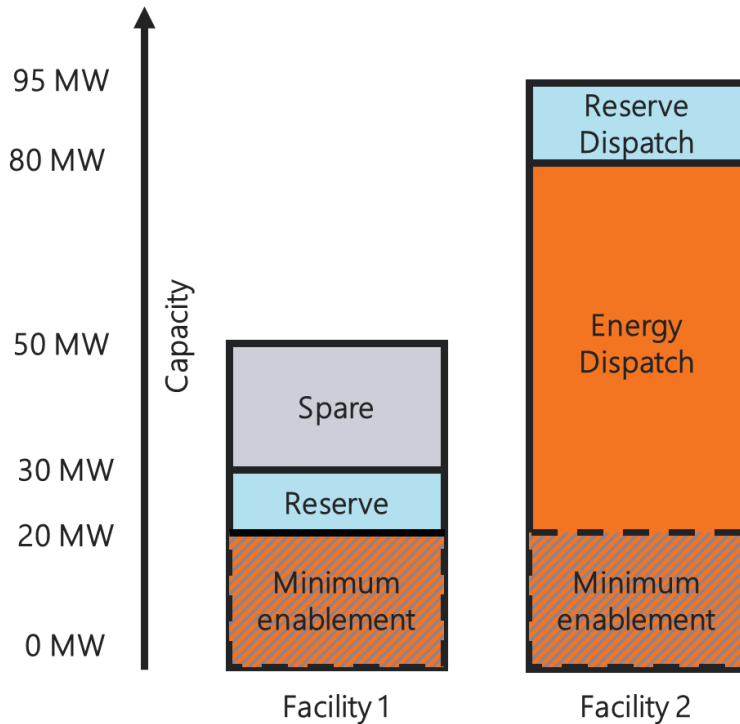 95 MW
80 MW
50 MW
30 MW
20 MW
0 MW
Capacity
Spare
Reserve
Minimum
enablement
Facility 1
Reserve
Dispatch
Energy
Dispatch
Minimum
enablement
Facility 2